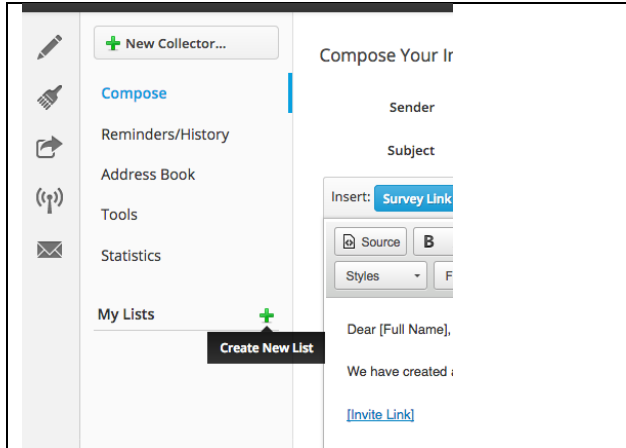 New Collector...
Compose
Reminders/History
Address Book
Tools
Statistics
My Lists
Create New List
Compose Your
Sender
Subject
Insert: Survey Link
Source B
Styles F
Dear [Full Name],
We have created
[Invite Link]